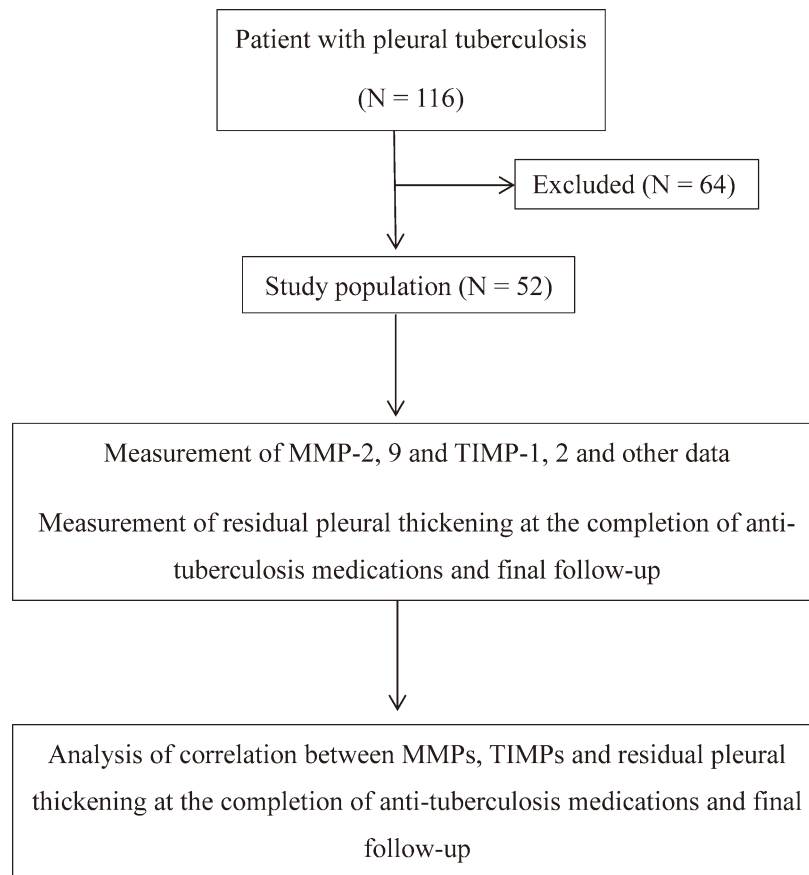 Patient with pleural tuberculosis
(N = 116)
Excluded (N = 64)
Study population (N = 52)
Measurement of MMP-2, 9 and TIMP-1, 2 and other data
Measurement of residual pleural thickening at the completion of anti-
tuberculosis medications and final follow-up
Analysis of correlation between MMPs, TIMPs and residual pleural
thickening at the completion of anti-tuberculosis medications and final
follow-up